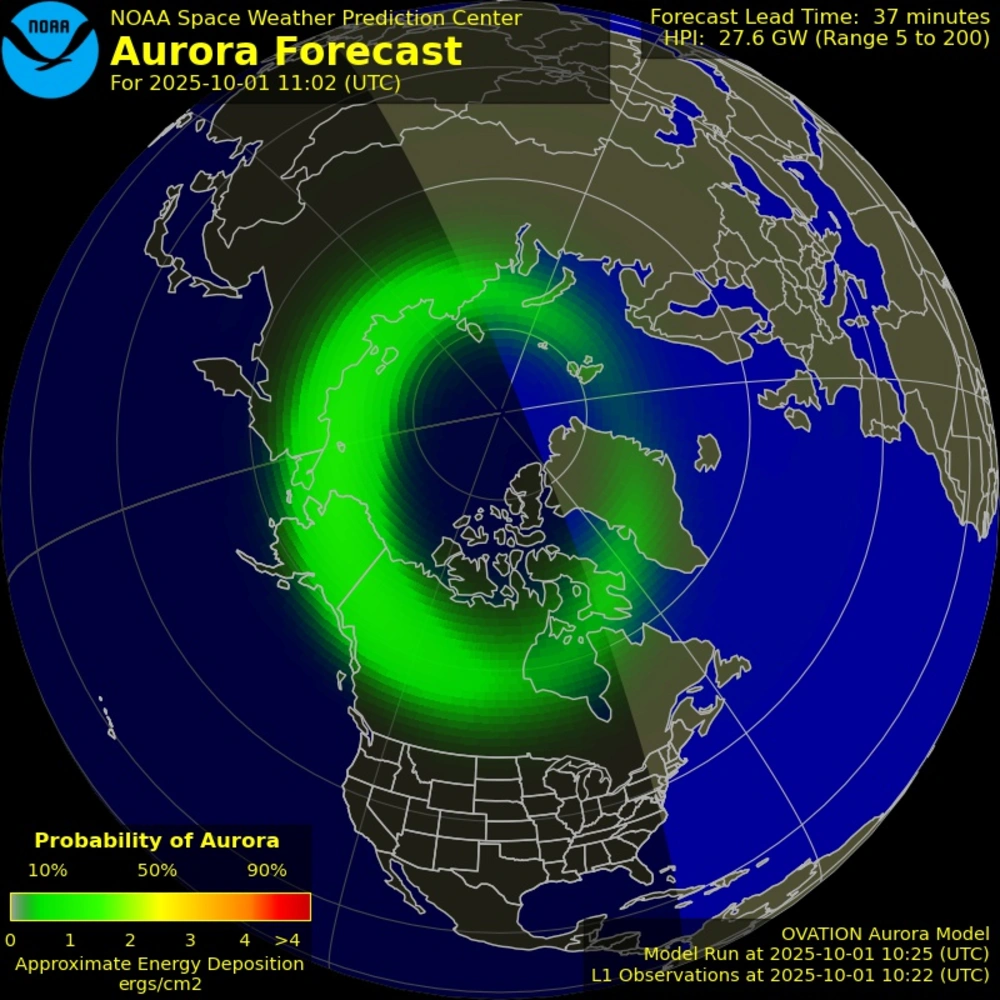 NOAA
NOAA Space Weather Prediction Center
Aurora Forecast
For 2025-10-01 11:02 (UTC)
Forecast Lead Time: 37 minutes
HPI: 27.6 GW (Range 5 to 200)
Probability of Aurora
10% 50% 90%
0 1 2 3 4 >4
Approximate Energy Deposition
ergs/cm2
OVATION Aurora Model
Model Run at 2025-10-01 10:25 (UTC)
L1 Observations at 2025-10-01 10:22 (UTC)